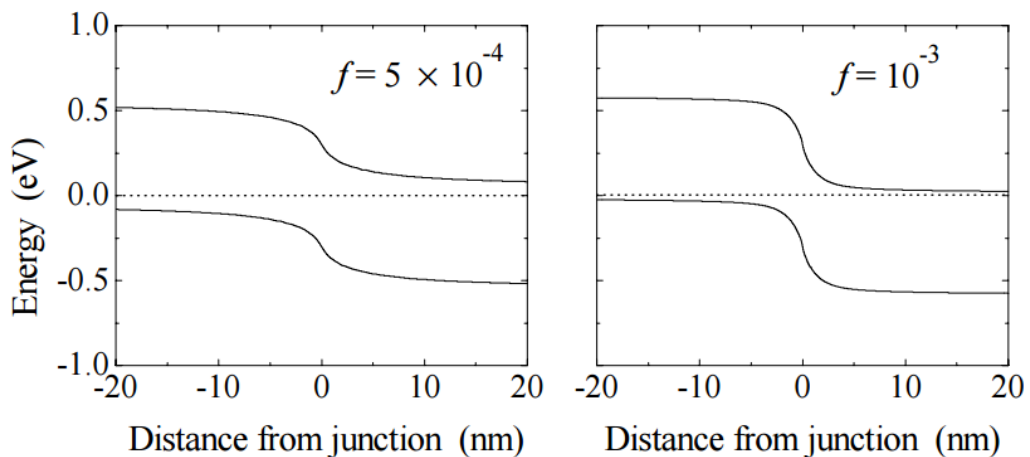 f = 5 × 10⁻⁴
f = 10⁻³
Energy (eV)
1.0
0.5
0.0
-0.5
-1.0
-20 -10 0 10 20
-20 -10 0 10 20
Distance from junction (nm)
Distance from junction (nm)